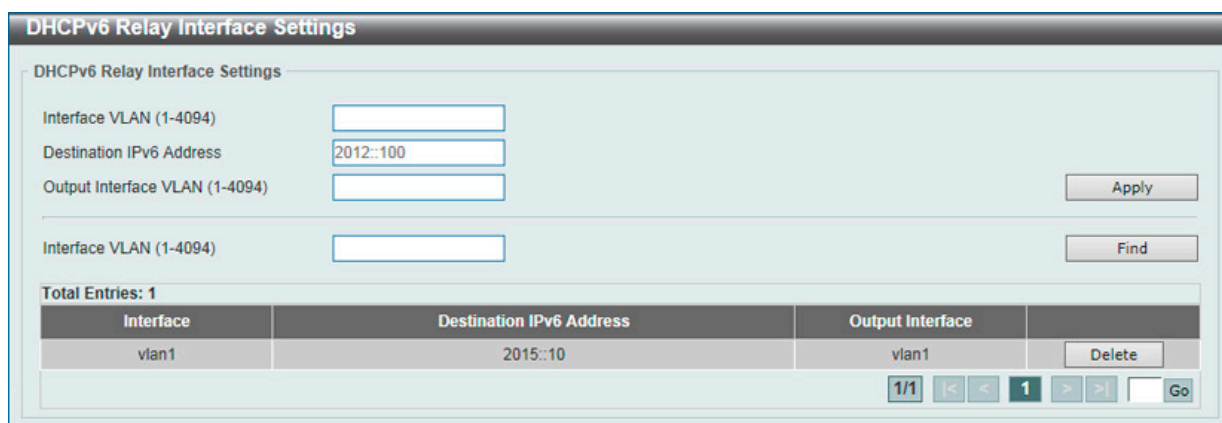 DHCPv6 Relay Interface Settings
DHCPv6 Relay Interface Settings
Interface VLAN (1-4094)
Destination IPv6 Address 2012::100
Output Interface VLAN (1-4094) Apply
Interface VLAN (1-4094) Find
Total Entries: 1
Interface Destination IPv6 Address Output Interface
vlan1 2015::10 vlan1 Delete
1/1 |< < 1 > >| Go